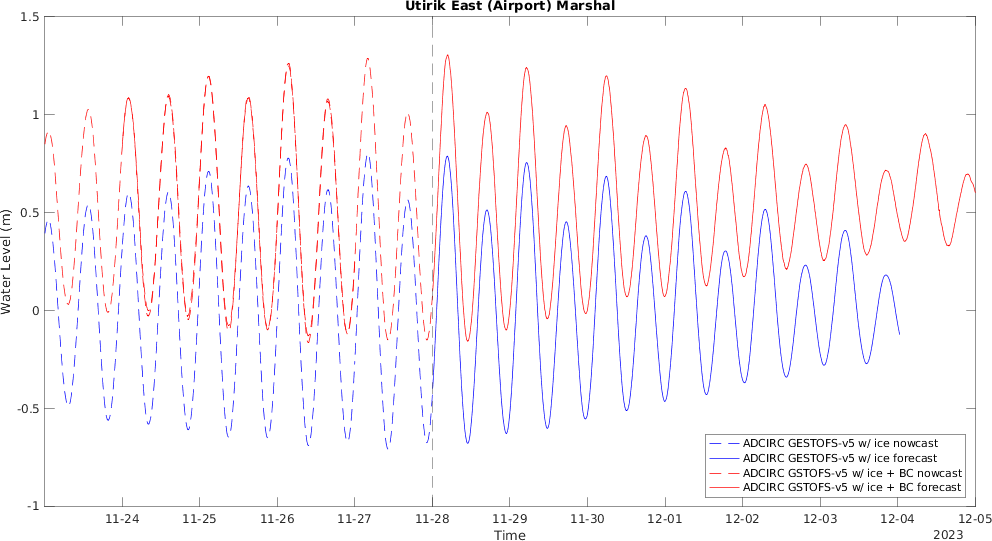 Utirik East (Airport) Marshal
Water Level (m)
1.5
1
0.5
0
-0.5
-1
11-24
11-25
11-26
11-27
11-28
11-29
11-30
12-01
12-02
12-03
12-04
12-05
Time
2023
ADCIRC GESTOFS-v5 w/ ice nowcast
ADCIRC GESTOFS-v5 w/ ice forecast
ADCIRC GSTOFS-v5 w/ ice + BC nowcast
ADCIRC GSTOFS-v5 w/ ice + BC forecast